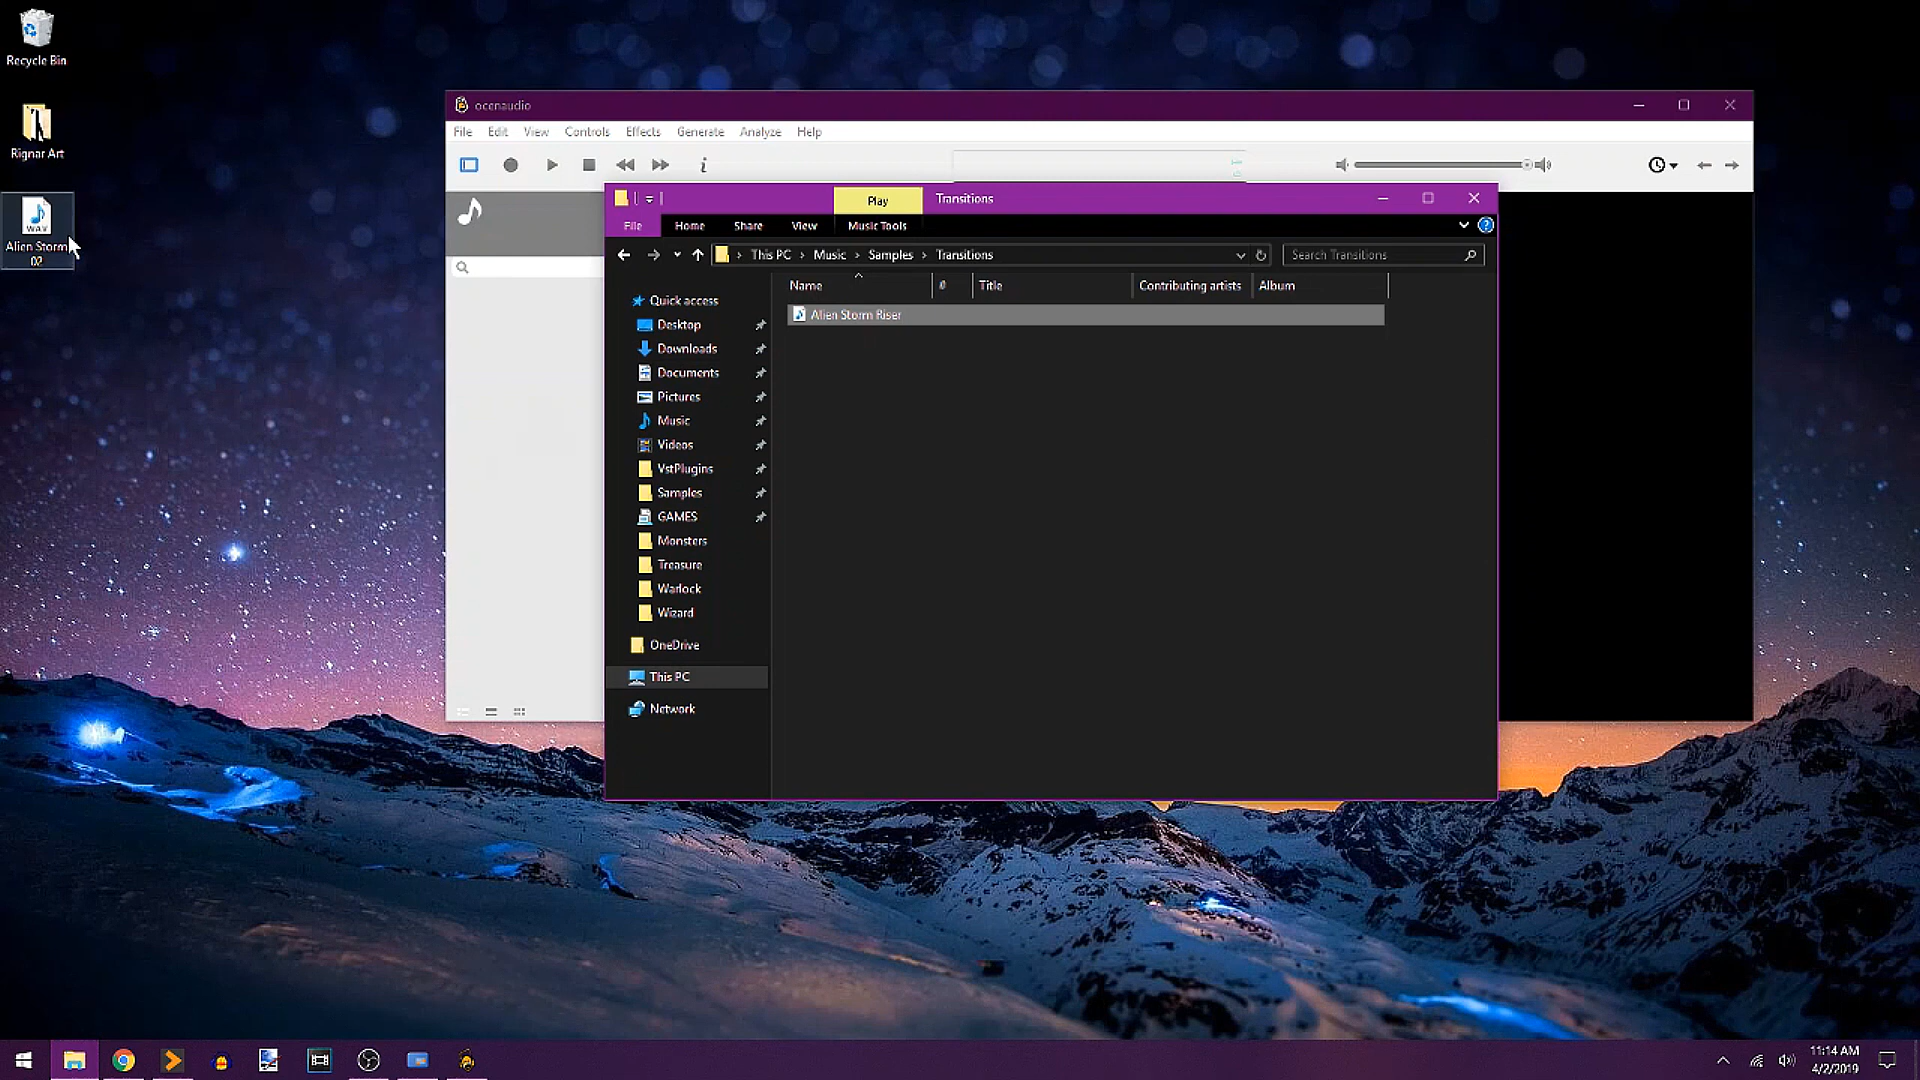 Recycle Bin
Rignar Art
WAV
Alien Storm
02
ocenaudio
File Edit View Controls Effects Generate Analyze Help
Play
Transitions
File Home Share View Music Tools
This PC Music Samples Transitions
Search Transitions
Name # Title Contributing artists Album
Alien Storm Riser
Quick access
Desktop
Downloads
Documents
Pictures
Music
Videos
VstPlugins
Samples
GAMES
Monsters
Treasure
Warlock
Wizard
OneDrive
This PC
Network
11:14 AM
4/2/2019